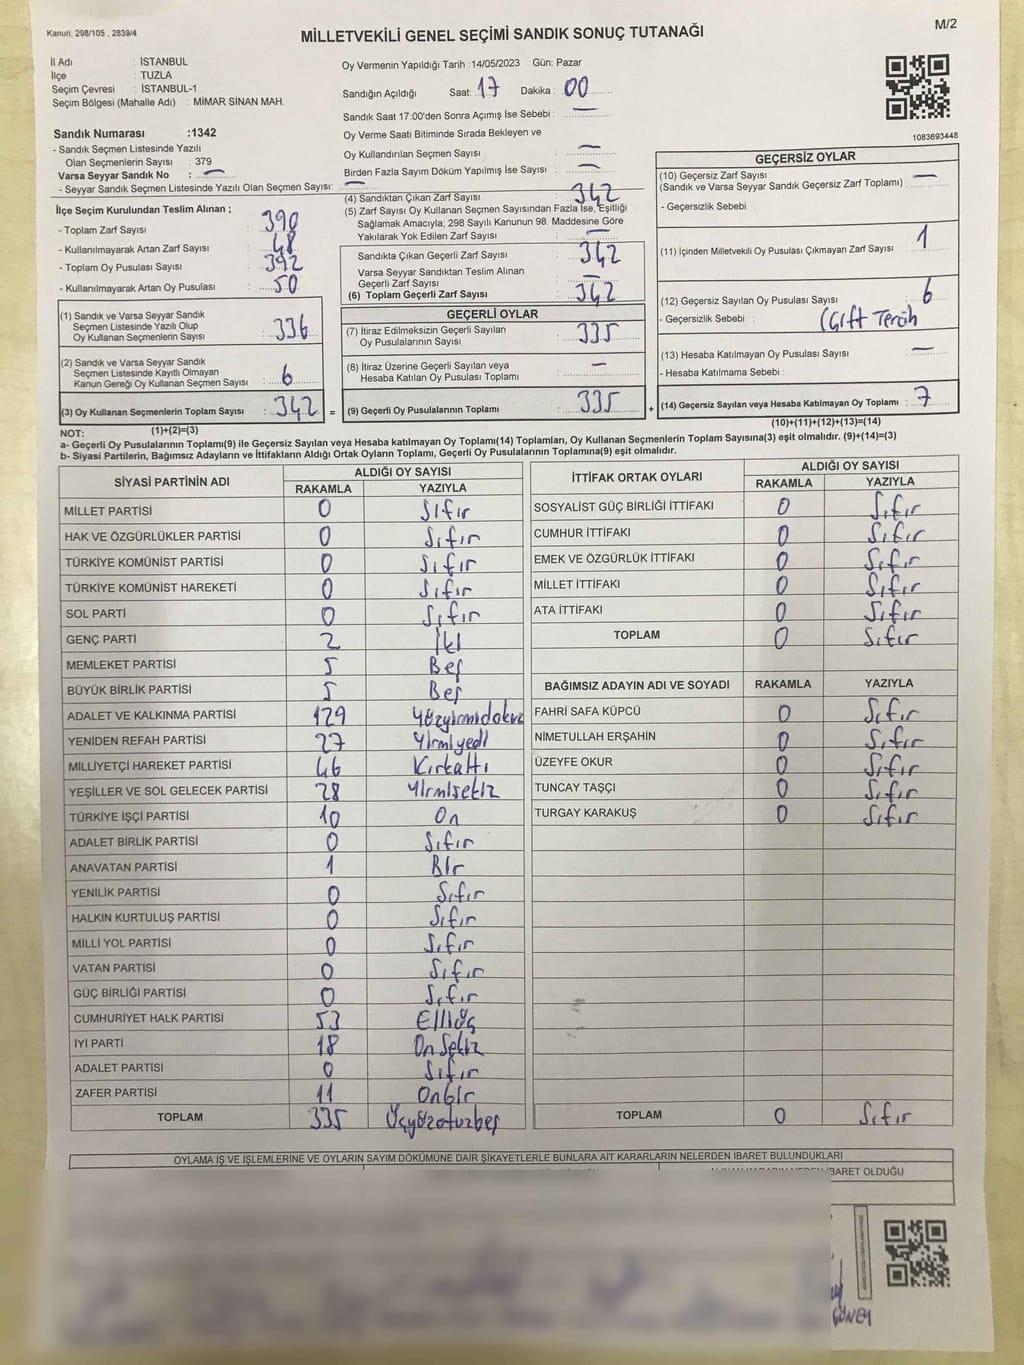 Kanun. 298/105 , 2839/4
M/2
MİLLETVEKİLİ GENEL SEÇİMİ SANDIK SONUÇ TUTANAĞI
İl Adı : İSTANBUL
İlçe : TUZLA
Seçim Çevresi : İSTANBUL-1
Seçim Bölgesi (Mahalle Adı) : MİMAR SİNAN MAH.
Sandık Numarası :1342
- Sandık Seçmen Listesinde Yazılı
Olan Seçmenlerin Sayısı : 379
Varsa Seyyar Sandık No : —
- Seyyar Sandık Seçmen Listesinde Yazılı Olan Seçmen Sayısı: —
Oy Vermenin Yapıldığı Tarih :14/05/2023 Gün: Pazar
Sandığın Açıldığı Saat: 17 Dakika : 00
Sandık Saat 17:00'den Sonra Açımış İse Sebebi : —
Oy Verme Saati Bitiminde Sırada Bekleyen ve
Oy Kullandırılan Seçmen Sayısı : —
Birden Fazla Sayım Döküm Yapılmış İse Sayısı : —
1083693448
İlçe Seçim Kurulundan Teslim Alınan ;
- Toplam Zarf Sayısı : 390
- Kullanılmayarak Artan Zarf Sayısı : 48
- Toplam Oy Pusulası Sayısı : 392
- Kullanılmayarak Artan Oy Pusulası : 50
(1) Sandık ve Varsa Seyyar Sandık
Seçmen Listesinde Yazılı Olup
Oy Kullanan Seçmenlerin Sayısı : 336
(2) Sandık ve Varsa Seyyar Sandık
Seçmen Listesinde Kayıtlı Olmayan
Kanun Gereği Oy Kullanan Seçmen Sayısı : 6
(3) Oy Kullanan Seçmenlerin Toplam Sayısı : 342 =
(1)+(2)=(3)
(4) Sandıktan Çıkan Zarf Sayısı : 342
(5) Zarf Sayısı Oy Kullanan Seçmen Sayısından Fazla İse, Eşitliği
Sağlamak Amacıyla; 298 Sayılı Kanunun 98. Maddesine Göre
Yakılarak Yok Edilen Zarf Sayısı : —
Sandıkta Çıkan Geçerli Zarf Sayısı : 342
Varsa Seyyar Sandıktan Teslim Alınan
Geçerli Zarf Sayısı : —
(6) Toplam Geçerli Zarf Sayısı : 342
GEÇERLİ OYLAR
(7) İtiraz Edilmeksizin Geçerli Sayılan
Oy Pusulalarının Sayısı : 335
(8) İtiraz Üzerine Geçerli Sayılan veya
Hesaba Katılan Oy Pusulası Toplamı : —
(9) Geçerli Oy Pusulalarının Toplamı : 335 +
GEÇERSİZ OYLAR
(10) Geçersiz Zarf Sayısı
(Sandık ve Varsa Seyyar Sandık Geçersiz Zarf Toplamı) : —
- Geçersizlik Sebebi :
(11) İçinden Milletvekili Oy Pusulası Çıkmayan Zarf Sayısı : 1
(12) Geçersiz Sayılan Oy Pusulası Sayısı : 6
- Geçersizlik Sebebi : (Çift Tercih
(13) Hesaba Katılmayan Oy Pusulası Sayısı : —
- Hesaba Katılmama Sebebi :
(14) Geçersiz Sayılan veya Hesaba Katılmayan Oy Toplamı : 7
(10)+(11)+(12)+(13)=(14)
NOT:
a- Geçerli Oy Pusulalarının Toplamı(9) ile Geçersiz Sayılan veya Hesaba katılmayan Oy Toplamı(14) Toplamları, Oy Kullanan Seçmenlerin Toplam Sayısına(3) eşit olmalıdır. (9)+(14)=(3)
b- Siyasi Partilerin, Bağımsız Adayların ve İttifakların Aldığı Ortak Oyların Toplamı, Geçerli Oy Pusulalarının Toplamına(9) eşit olmalıdır.
SİYASİ PARTİNİN ADI ALDIĞI OY SAYISI
RAKAMLA YAZIYLA
MİLLET PARTİSİ 0 Sıfır
HAK VE ÖZGÜRLÜKLER PARTİSİ 0 Sıfır
TÜRKİYE KOMÜNİST PARTİSİ 0 Sıfır
TÜRKİYE KOMÜNİST HAREKETİ 0 Sıfır
SOL PARTİ 0 Sıfır
GENÇ PARTİ 2 İki
MEMLEKET PARTİSİ 5 Beş
BÜYÜK BİRLİK PARTİSİ 5 Beş
ADALET VE KALKINMA PARTİSİ 129 Yüzyirmidokuz
YENİDEN REFAH PARTİSİ 27 Yirmiyedi
MİLLİYETÇİ HAREKET PARTİSİ 46 Kırkaltı
YEŞİLLER VE SOL GELECEK PARTİSİ 28 Yirmisekiz
TÜRKİYE İŞÇİ PARTİSİ 10 On
ADALET BİRLİK PARTİSİ 0 Sıfır
ANAVATAN PARTİSİ 1 Bir
YENİLİK PARTİSİ 0 Sıfır
HALKIN KURTULUŞ PARTİSİ 0 Sıfır
MİLLİ YOL PARTİSİ 0 Sıfır
VATAN PARTİSİ 0 Sıfır
GÜÇ BİRLİĞİ PARTİSİ 0 Sıfır
CUMHURİYET HALK PARTİSİ 53 Elliüç
İYİ PARTİ 18 Onsekiz
ADALET PARTİSİ 0 Sıfır
ZAFER PARTİSİ 11 Onbir
TOPLAM 335 Üçyüzotuzbeş
İTTİFAK ORTAK OYLARI ALDIĞI OY SAYISI
RAKAMLA YAZIYLA
SOSYALİST GÜÇ BİRLİĞİ İTTİFAKI 0 Sıfır
CUMHUR İTTİFAKI 0 Sıfır
EMEK VE ÖZGÜRLÜK İTTİFAKI 0 Sıfır
MİLLET İTTİFAKI 0 Sıfır
ATA İTTİFAKI 0 Sıfır
TOPLAM 0 Sıfır
BAĞIMSIZ ADAYIN ADI VE SOYADI RAKAMLA YAZIYLA
FAHRİ SAFA KÜPCÜ 0 Sıfır
NİMETULLAH ERŞAHİN 0 Sıfır
ÜZEYFE OKUR 0 Sıfır
TUNCAY TAŞÇI 0 Sıfır
TURGAY KARAKUŞ 0 Sıfır
TOPLAM 0 Sıfır
OYLAMA İŞ VE İŞLEMLERİNE VE OYLARIN SAYIM DÖKÜMÜNE DAİR ŞİKAYETLERLE BUNLARA AİT KARARLARIN NELERDEN İBARET BULUNDUKLARI
İBARET OLDUĞU